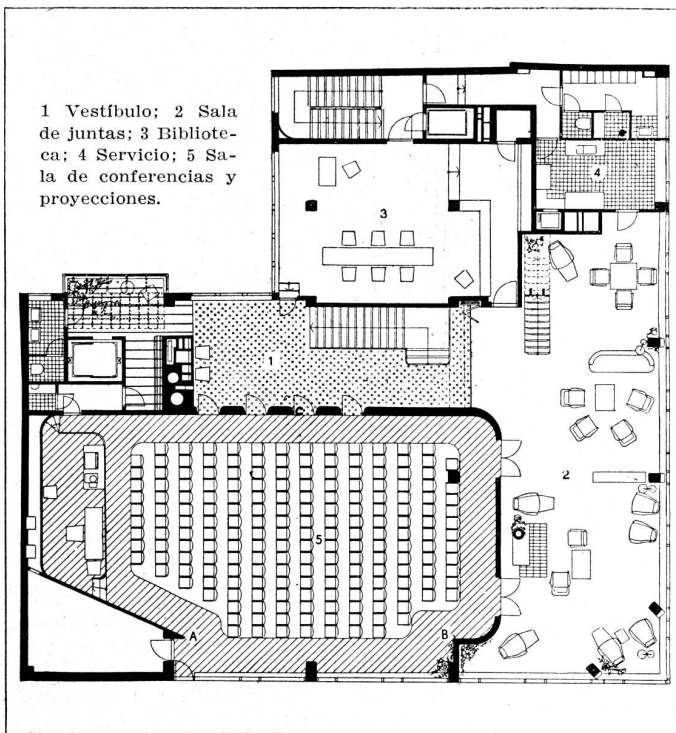 1 Vestíbulo; 2 Sala
de juntas; 3 Bibliote-
ca; 4 Servicio; 5 Sa-
la de conferencias y
proyecciones.
4
3
1
C
2
5
A
B